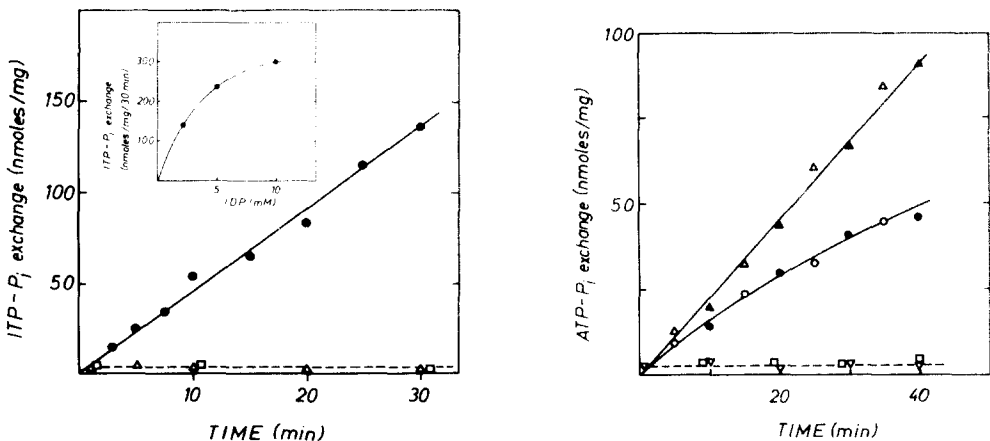 ITP-Pi exchange (nmoles/mg)
150
100
50
10
20
30
TIME (min)
ITP-Pi exchange
(nmoles/mg/30 min)
300
200
100
5
10
IDP (mM)
ATP-Pi exchange (nmoles/mg)
100
50
20
40
TIME (min)